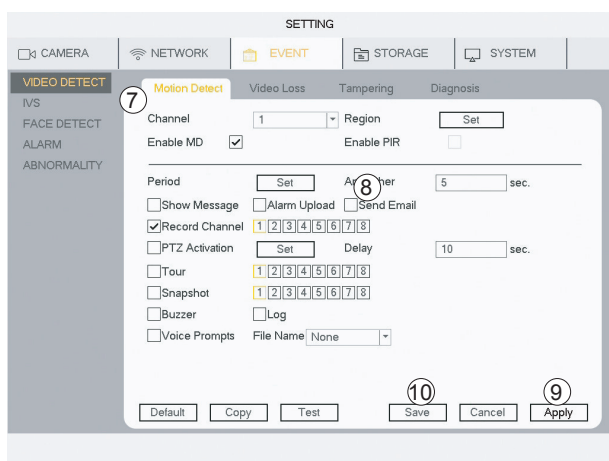 SETTING
CAMERA NETWORK EVENT STORAGE SYSTEM
VIDEO DETECT
IVS
FACE DETECT
ALARM
ABNORMALITY
7
Motion Detect Video Loss Tampering Diagnosis
Channel 1 Region Set
Enable MD Enable PIR
Period Set 5 sec.
8
Show Message Alarm Upload Send Email
Record Channel 1 2 3 4 5 6 7 8
PTZ Activation Set Delay 10 sec.
Tour 1 2 3 4 5 6 7 8
Snapshot 1 2 3 4 5 6 7 8
Buzzer Log
Voice Prompts File Name None
10 9
Default Copy Test Save Cancel Apply